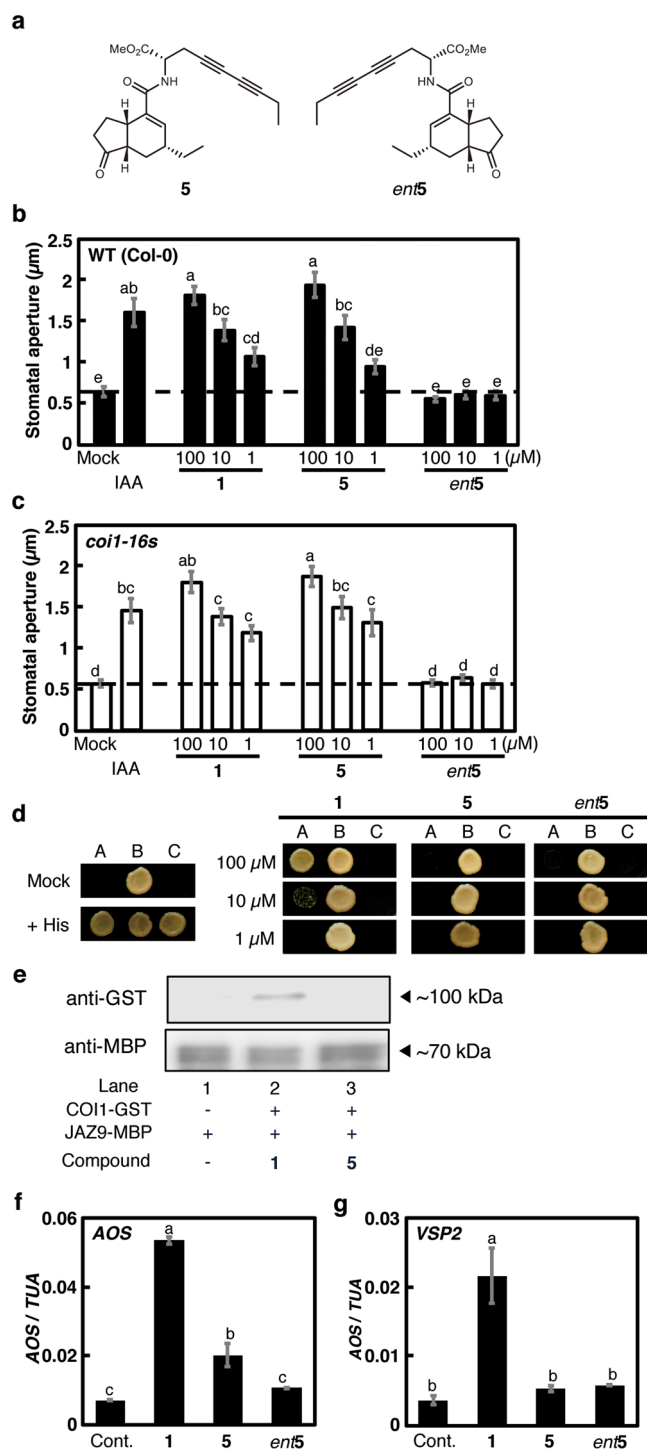 a
MeO₂C
NH
O
H
H
O
5
CO₂Me
HN
O
H
H
O
ent5
b
WT (Col-0)
Stomatal aperture (μm)
2.5
2
1.5
1
0.5
0
e
ab
a
bc
cd
a
bc
de
e
e
e
Mock
100 10 1
100 10 1
100 10 1 (μM)
IAA
1
5
ent5
c
coi1-16s
Stomatal aperture (μm)
2.5
2
1.5
1
0.5
0
d
bc
ab
c
c
a
bc
c
d
d
d
Mock
100 10 1
100 10 1
100 10 1 (μM)
IAA
1
5
ent5
d
1 5 ent5
A B C
A B C A B C A B C
Mock
+ His
100 μM
10 μM
1 μM
e
anti-GST
~100 kDa
anti-MBP
~70 kDa
Lane 1 2 3
COI1-GST - + +
JAZ9-MBP + + +
Compound - 1 5
f
AOS
AOS / TUA
0.06
0.04
0.02
0
c
a
b
c
Cont. 1 5 ent5
g
VSP2
AOS / TUA
0.03
0.02
0.01
0
b
a
b
b
Cont. 1 5 ent5